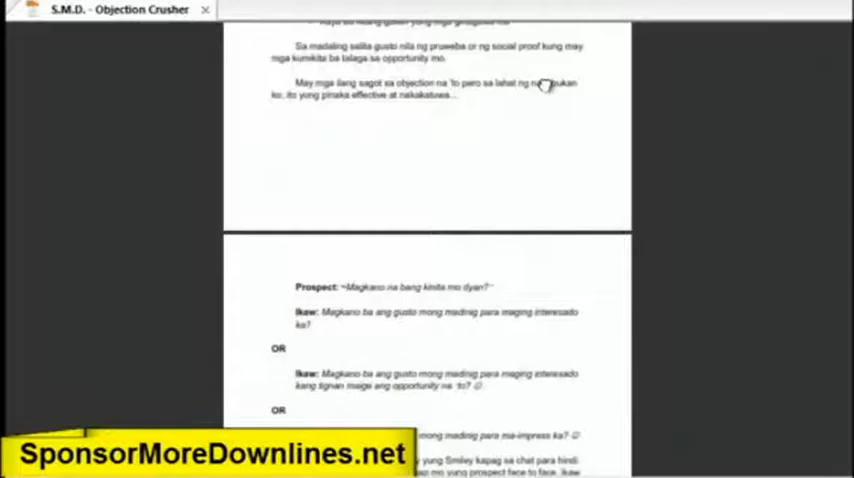 S.M.D. - Objection Crusher
Sa madaling salita gusto nila ng pruweba or ng social proof kung may
mga kumikita ba talaga sa opportunity mo.
May mga ilang sagot sa objection na 'to pero sa lahat ng
ko, ito yung pinaka effective at nakakatuwa...
Prospect: "Magkano na bang kinita mo dyan?"
Ikaw: Magkano ba ang gusto mong madinig para maging interesado
ka?
OR
Ikaw: Magkano ba ang gusto mong madinig para maging interesado
kang tignan maige ang opportunity na 'to? ☺
OR
mong madinig para ma-impress ka? ☺
yung Smiley kapag sa chat para hindi
mo yung prospect face to face. Ikaw
SponsorMoreDownlines.net